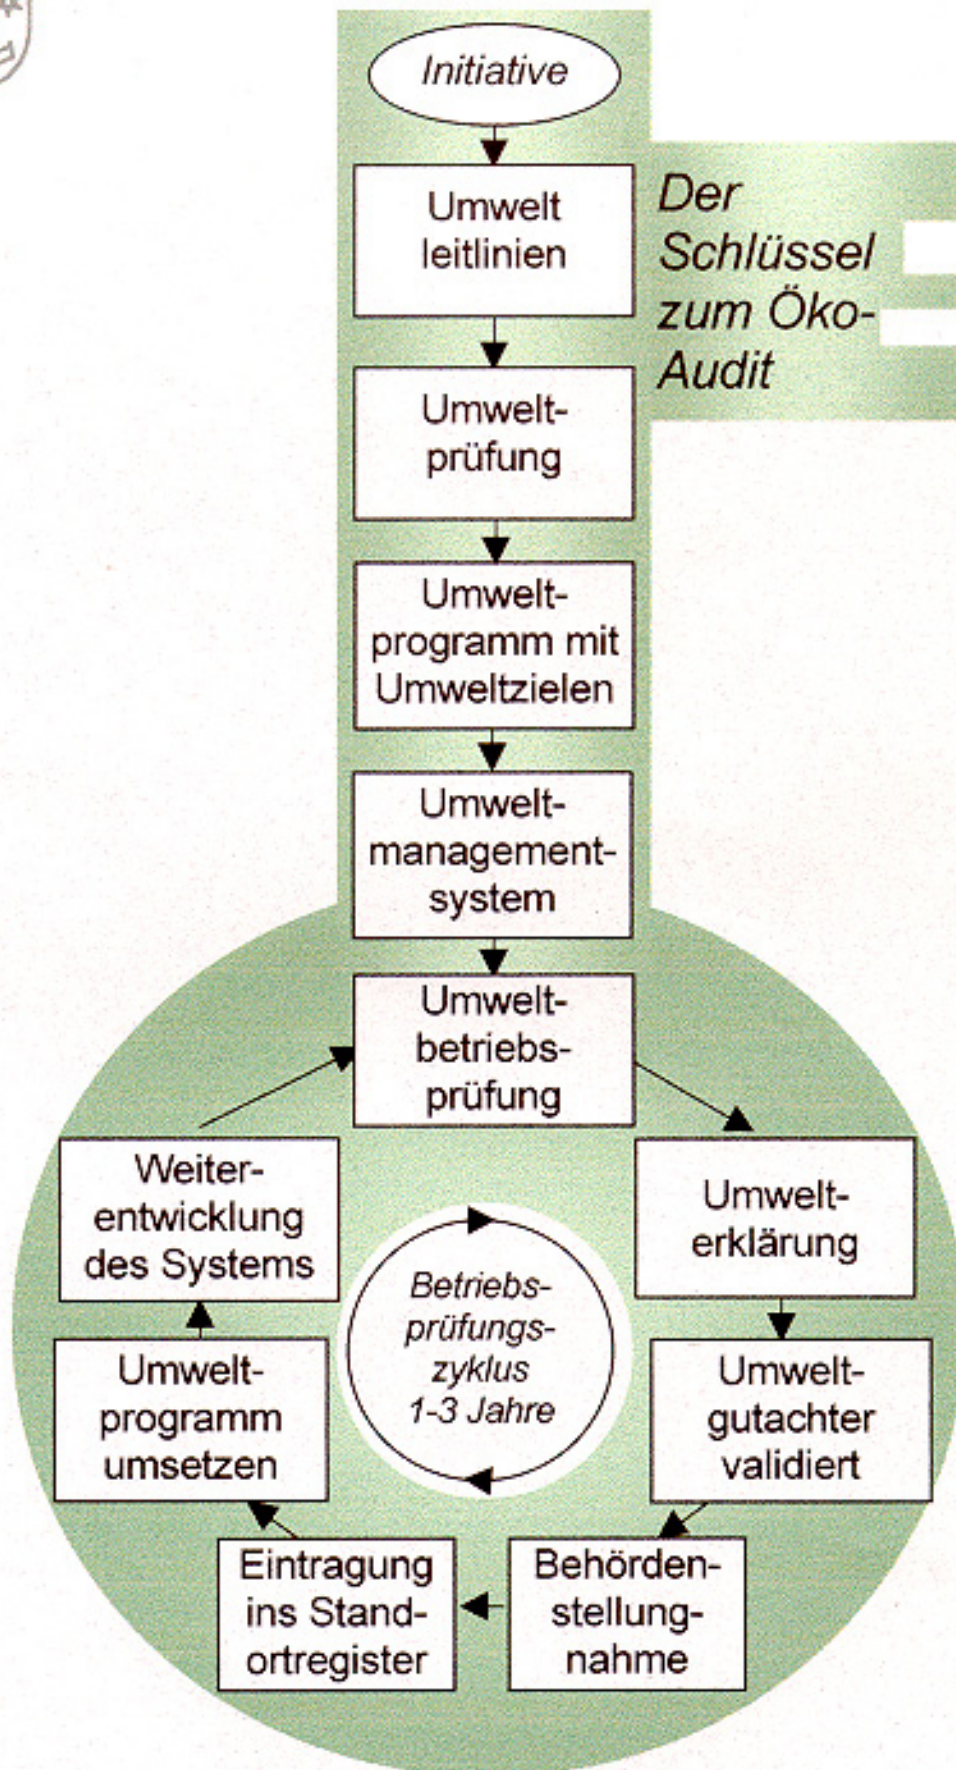 Initiative
Umwelt
leitlinien
Der
Schlüssel
zum Öko-
Audit
Umwelt-
prüfung
Umwelt-
programm mit
Umweltzielen
Umwelt-
management-
system
Umwelt-
betriebs-
prüfung
Umwelt-
erklärung
Umwelt-
gutachter
validiert
Behörden-
stellung-
nahme
Eintragung
ins Stand-
ortregister
Umwelt-
programm
umsetzen
Weiter-
entwicklung
des Systems
Betriebs-
prüfungs-
zyklus
1-3 Jahre